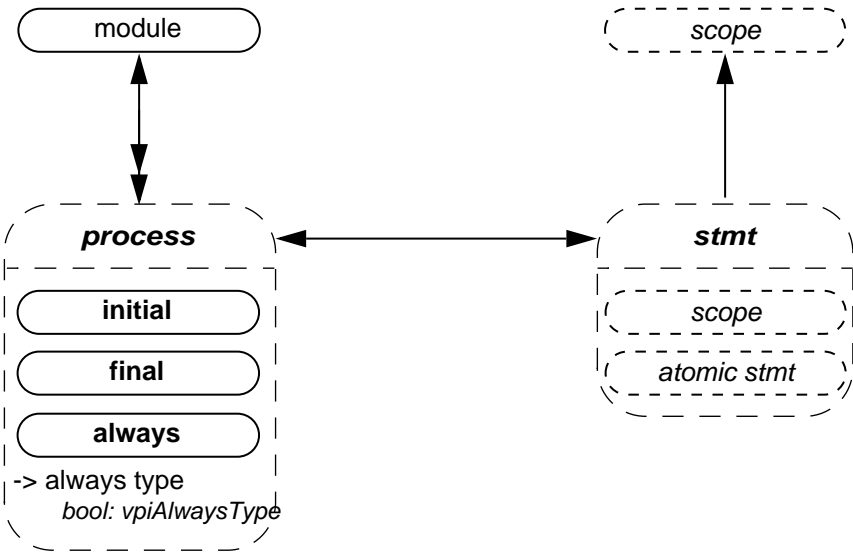 module
scope
process
stmt
initial
scope
final
atomic stmt
always
-> always type
bool: vpiAlwaysType